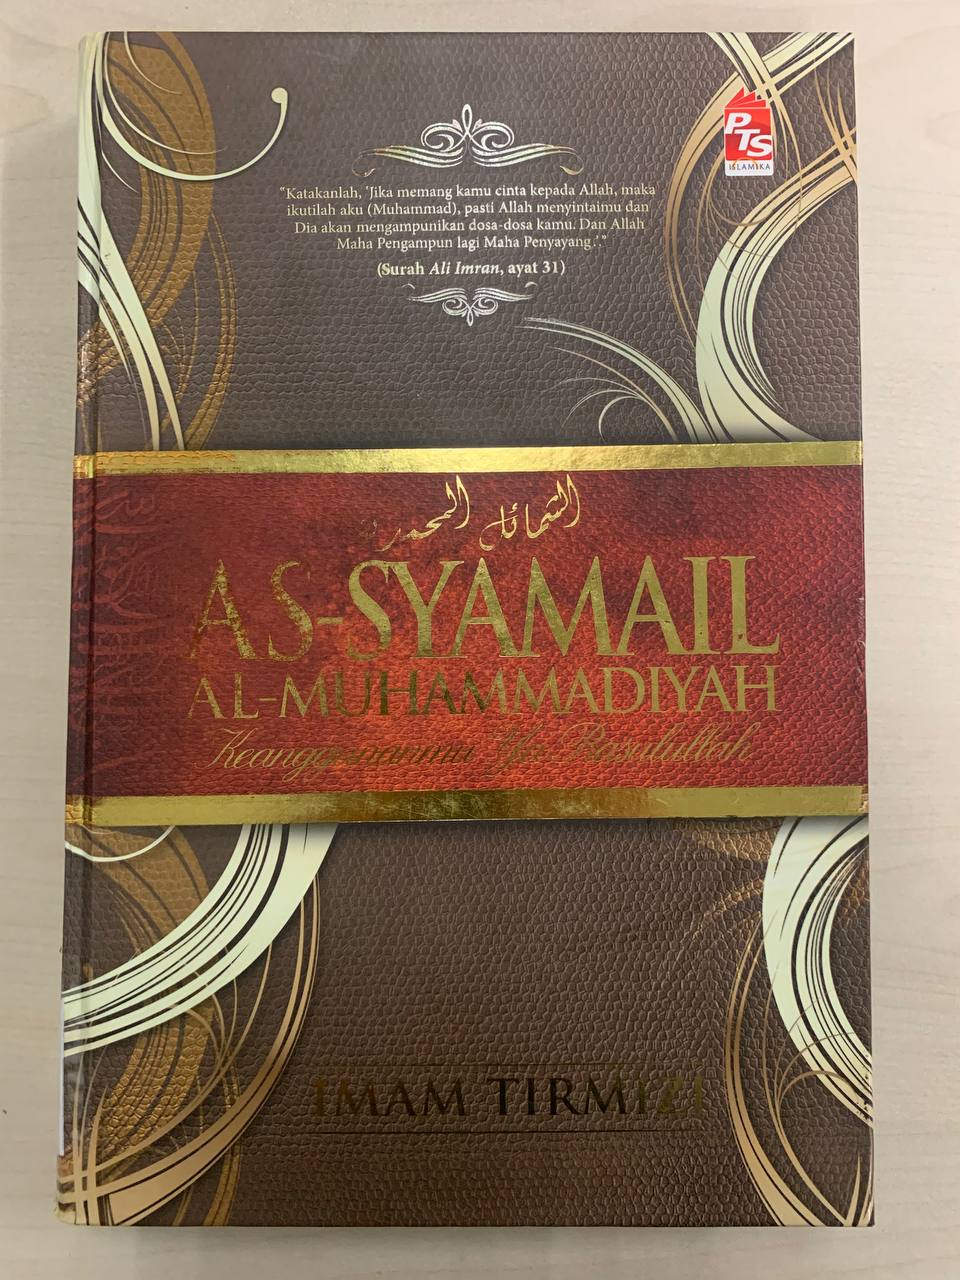 PTS
ISLAMIKA
"Katakanlah, 'Jika memang kamu cinta kepada Allah, maka
ikutilah aku (Muhammad), pasti Allah menyintaimu dan
Dia akan mengampunikan dosa-dosa kamu. Dan Allah
Maha Pengampun lagi Maha Penyayang.'."
(Surah Ali Imran, ayat 31)
الشمائل المحمدية
AS-SYAMAIL
AL-MUHAMMADIYAH
Keanggunanmu Ya Rasulullah
IMAM TIRMIZI